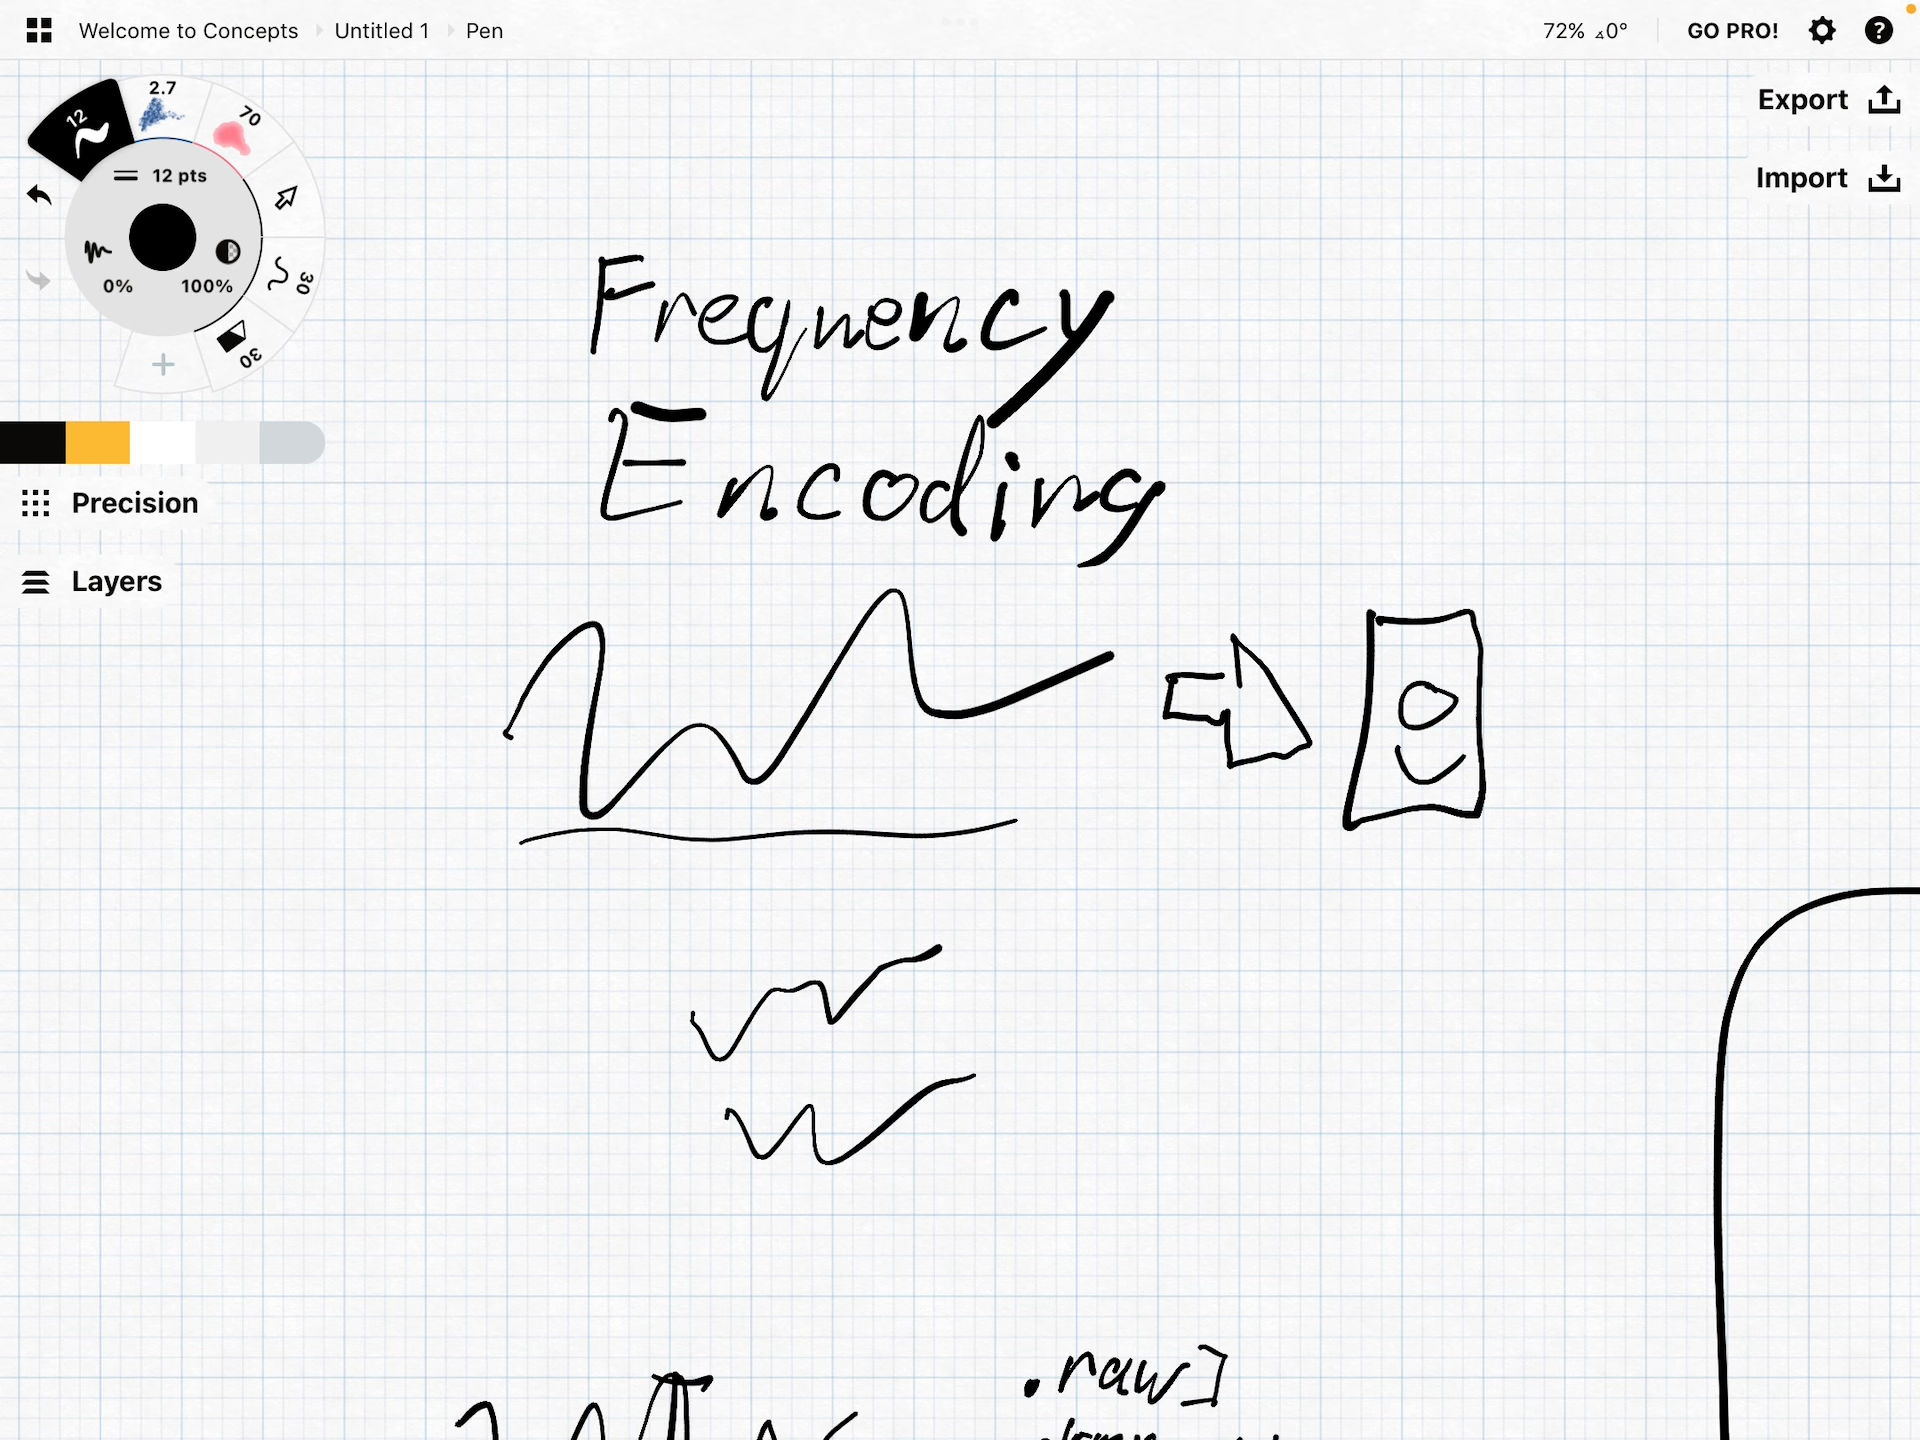 Welcome to Concepts Untitled 1 Pen 72% 0° GO PRO!
Export
Import
12
2.7
70
12 pts
30
0% 100%
30
Precision
Layers
Frequency
Encoding
.raw]